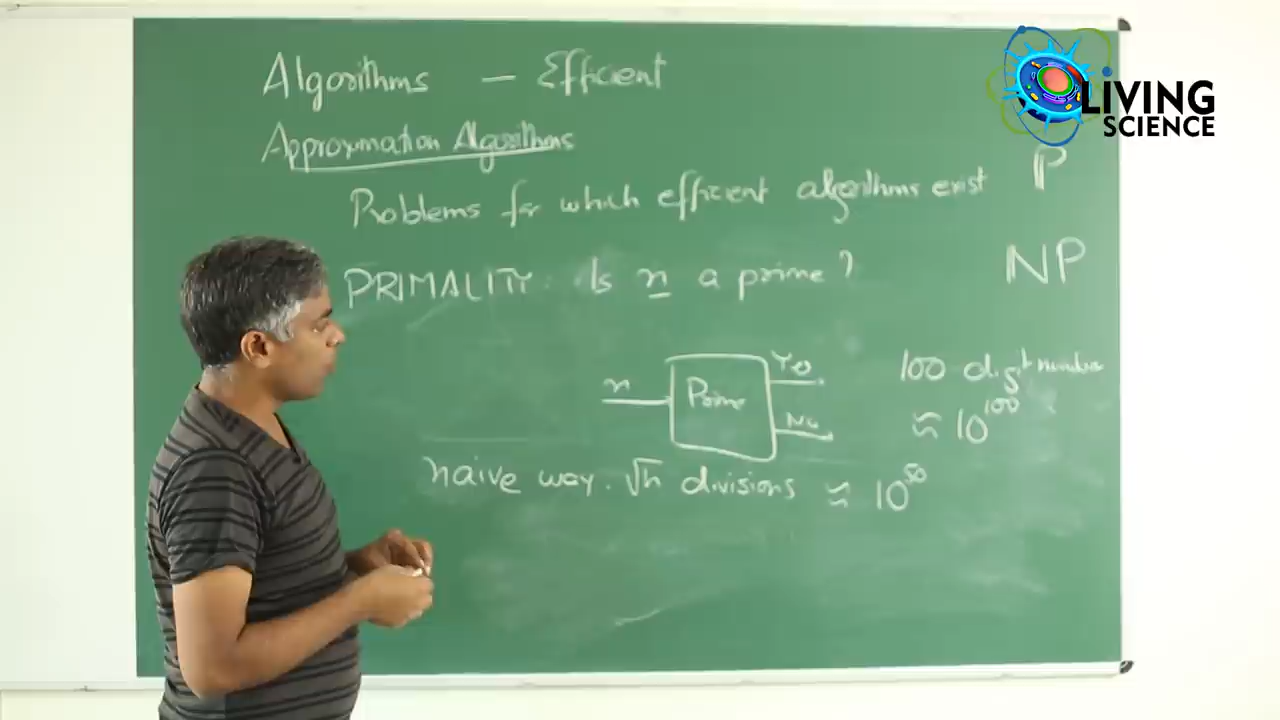 Algorithms - Efficient
Approximation Algorithms
Problems for which efficient algorithms exist
P
PRIMALITY: Is n a prime?
NP
n
Prime
Yes
No
100 digit number
≈ 10^100
naive way. √n divisions ≈ 10^50
LIVING
SCIENCE